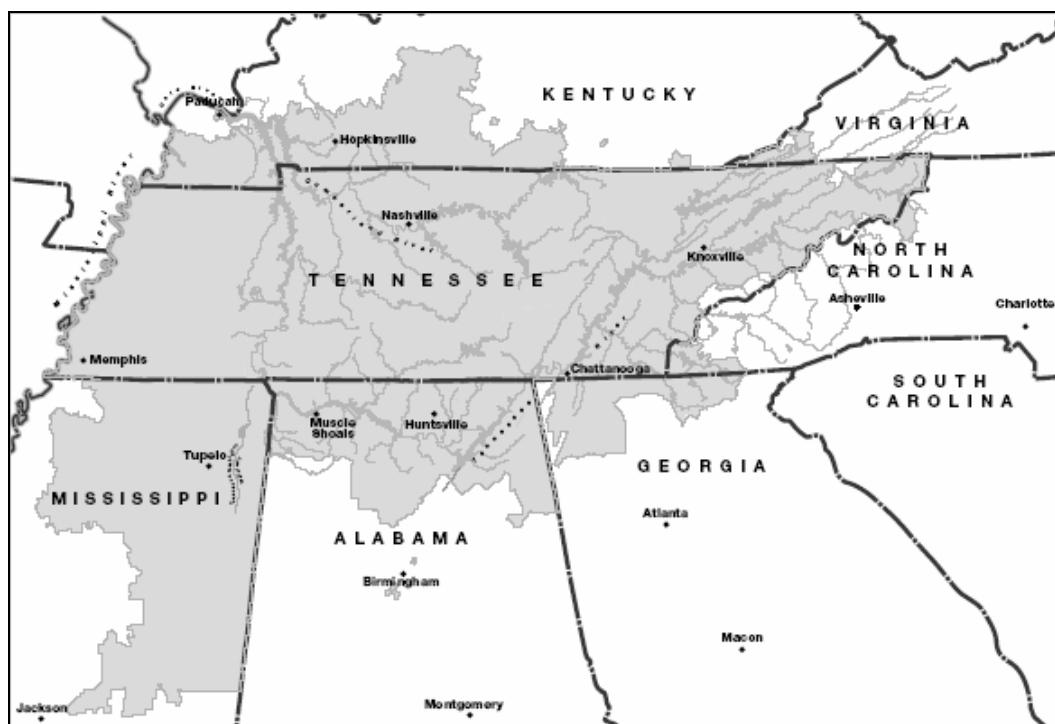 KENTUCKY
Paducah
VIRGINIA
Hopkinsville
Nashville
Knoxville
NORTH
CAROLINA
TENNESSEE
Asheville
Charlotte
Memphis
Chattanooga
SOUTH
CAROLINA
Muscle
Shoals
Huntsville
Tupelo
GEORGIA
MISSISSIPPI
Atlanta
ALABAMA
Birmingham
Macon
Jackson
Montgomery